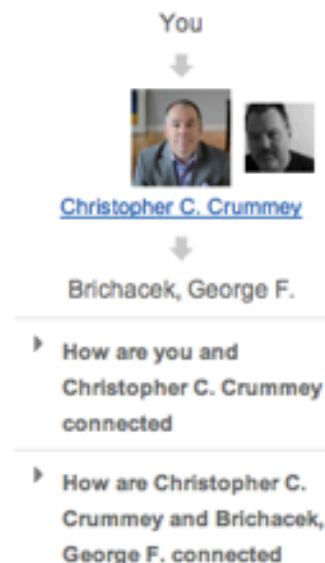 You
Christopher C. Crummey
Brichacek, George F.
How are you and
Christopher C. Crummey
connected
How are Christopher C.
Crummey and Brichacek,
George F. connected